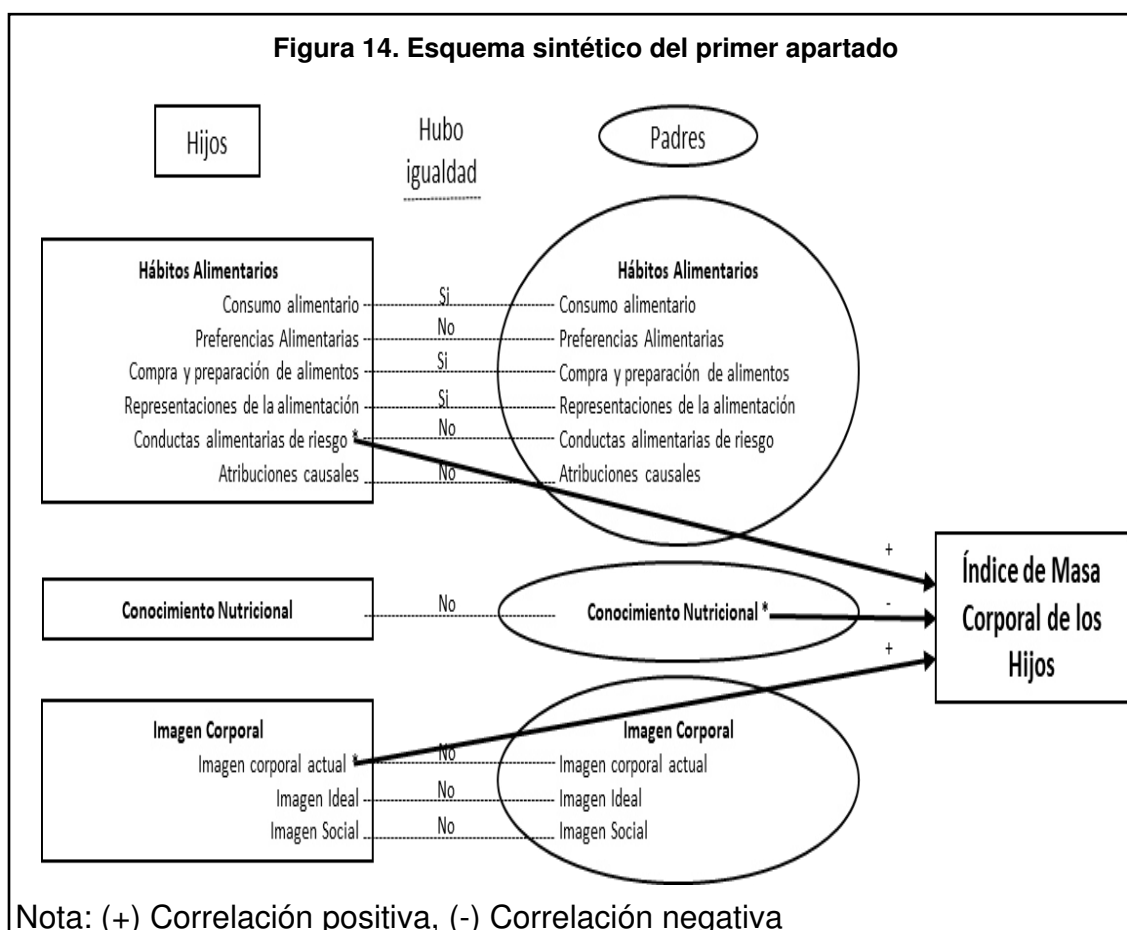 Figura 14. Esquema sintético del primer apartado
Hijos
Hubo
igualdad
Padres
Hábitos Alimentarios
Hábitos Alimentarios
Consumo alimentario
Si
Consumo alimentario
Preferencias Alimentarias
No
Preferencias Alimentarias
Compra y preparación de alimentos
Si
Compra y preparación de alimentos
Representaciones de la alimentación
Si
Representaciones de la alimentación
Conductas alimentarias de riesgo *
No
Conductas alimentarias de riesgo
Atribuciones causales
No
Atribuciones causales
+
-
+
Índice de Masa
Corporal de los
Hijos
Conocimiento Nutricional
No
Conocimiento Nutricional *
Imagen Corporal
Imagen Corporal
Imagen corporal actual *
No
Imagen corporal actual
Imagen Ideal
No
Imagen Ideal
Imagen Social
No
Imagen Social
Nota: (+) Correlación positiva, (-) Correlación negativa